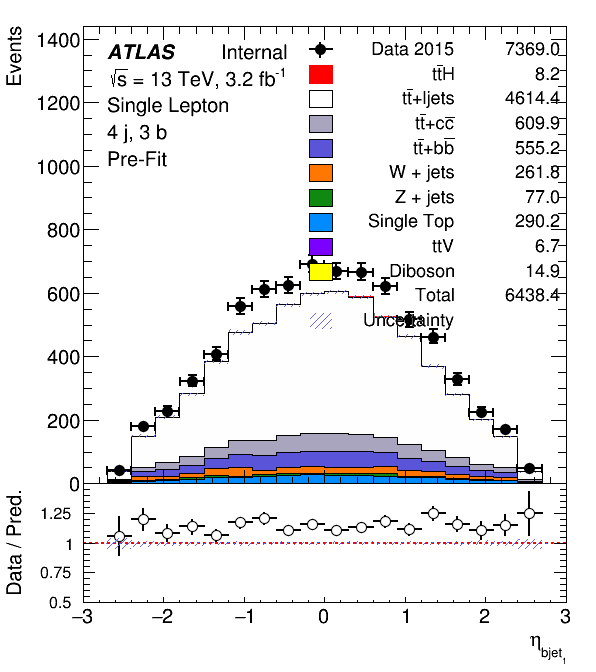 Events
1400
1200
1000
800
600
400
200
0
ATLAS Internal
√s = 13 TeV, 3.2 fb⁻¹
Single Lepton
4 j, 3 b
Pre-Fit
Data 2015 7369.0
tt̄H 8.2
tt̄+ljets 4614.4
tt̄+cc̄ 609.9
tt̄+bb̄ 555.2
W + jets 261.8
Z + jets 77.0
Single Top 290.2
ttV 6.7
Diboson 14.9
Total 6438.4
Uncertainty
Data / Pred.
1.25
1
0.75
0.5
−3 −2 −1 0 1 2 3
η_bjet₁